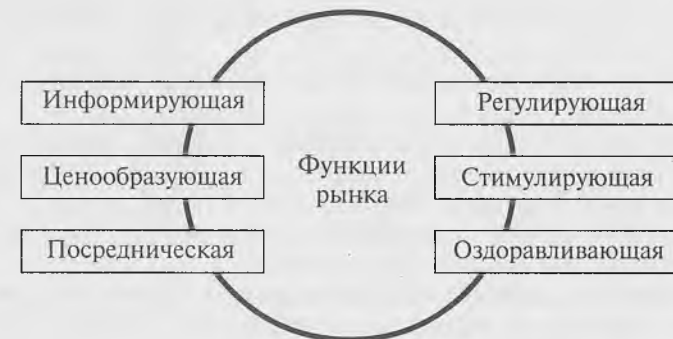 Информирующая
Ценообразующая
Посредническая
Функции
рынка
Регулирующая
Стимулирующая
Оздоравливающая